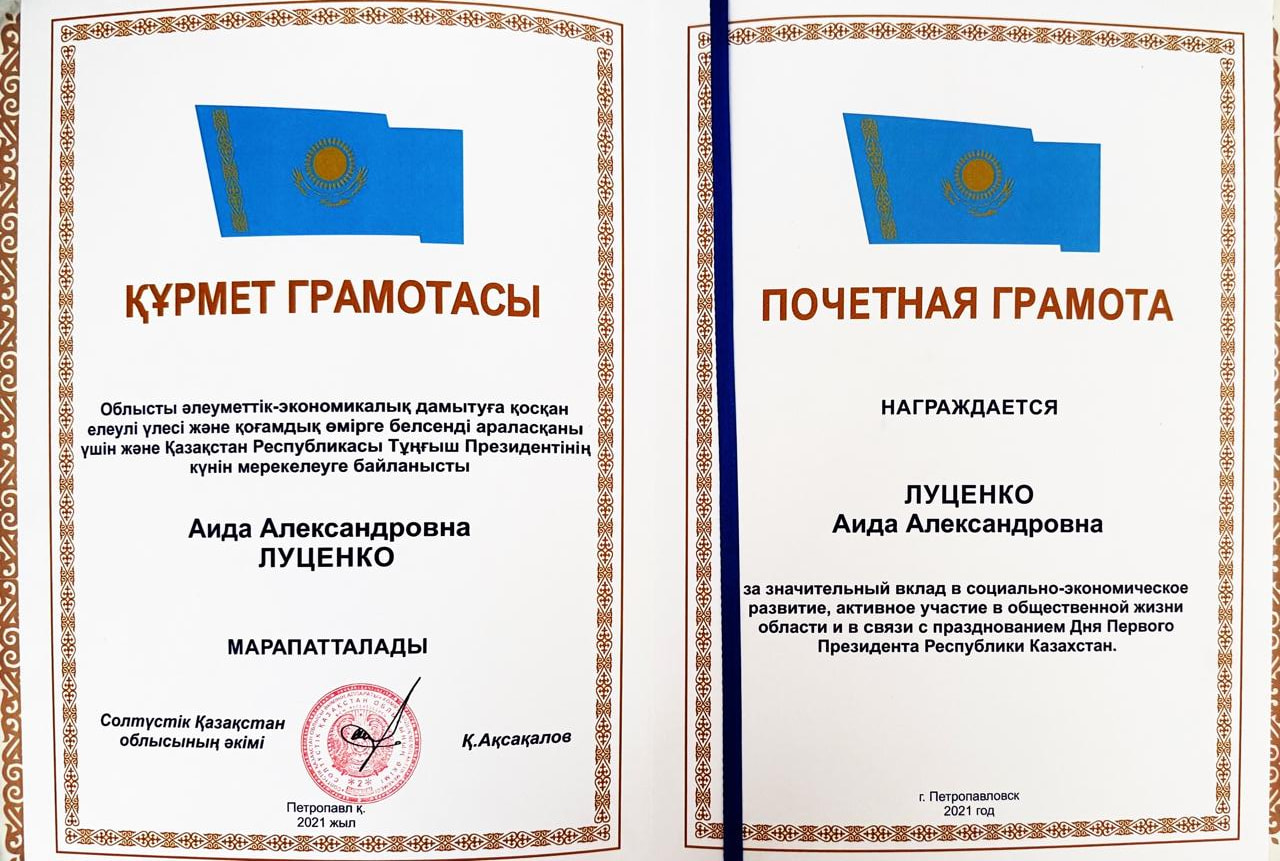 ҚҰРМЕТ ГРАМОТАСЫ
Облысты әлеуметтік-экономикалық дамытуға қосқан
елеулі үлесі және қоғамдық өмірге белсенді араласқаны
үшін және Қазақстан Республикасы Тұңғыш Президентінің
күнін мерекелеуге байланысты
Аида Александровна
ЛУЦЕНКО
МАРАПАТТАЛАДЫ
Солтүстік Қазақстан
облысының әкімі
Қ.Ақсақалов
Петропавл қ.
2021 жыл
ПОЧЕТНАЯ ГРАМОТА
НАГРАЖДАЕТСЯ
ЛУЦЕНКО
Аида Александровна
за значительный вклад в социально-экономическое
развитие, активное участие в общественной жизни
области и в связи с празднованием Дня Первого
Президента Республики Казахстан.
г. Петропавловск
2021 год